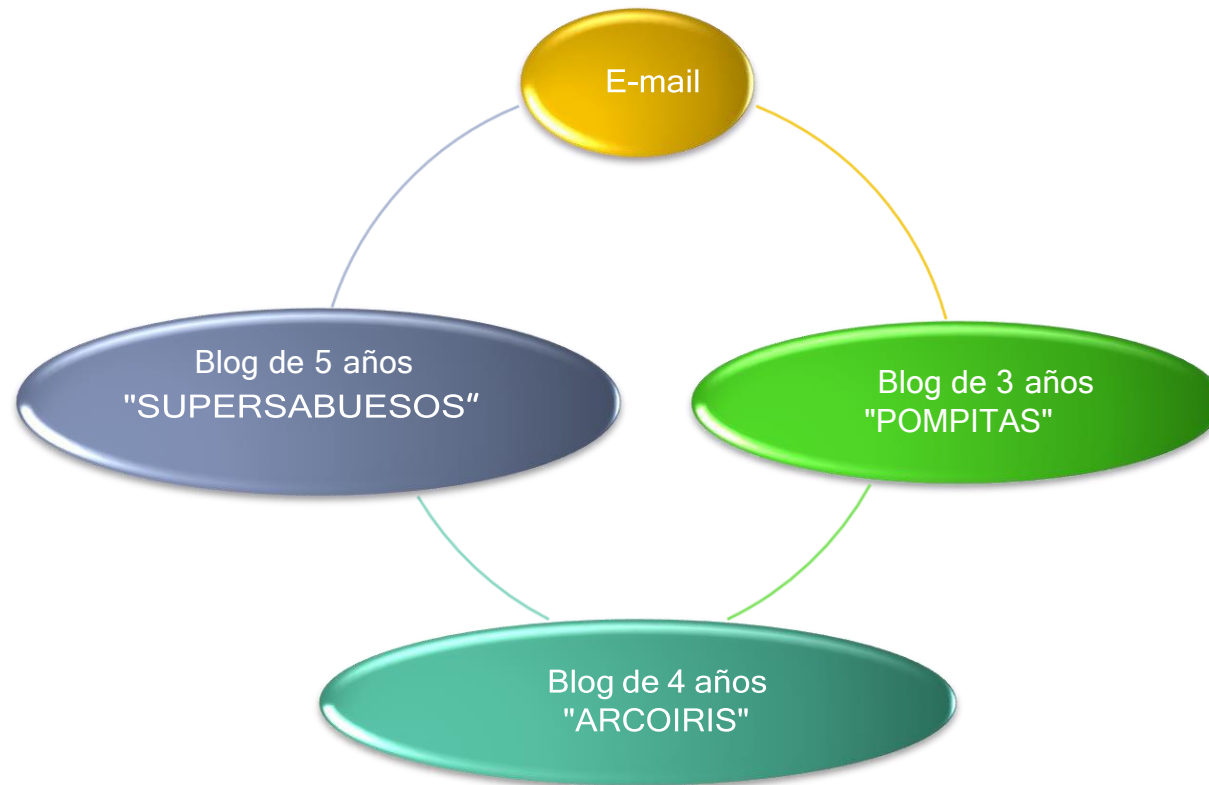 E-mail
Blog de 5 años
"SUPERSABUESOS“
Blog de 3 años
"POMPITAS"
Blog de 4 años
"ARCOIRIS"